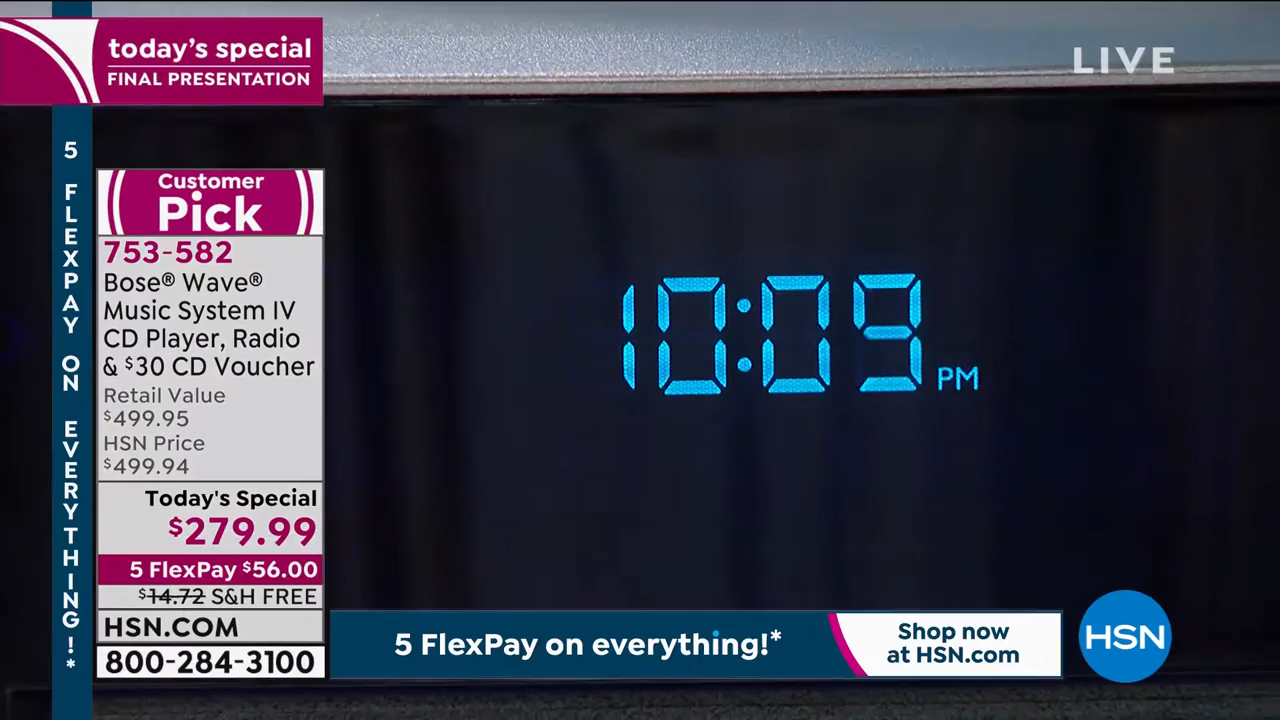 today's special
FINAL PRESENTATION
LIVE
5 FLEXPAY ON EVERYTHING!*
Customer
Pick
753-582
Bose® Wave®
Music System IV
CD Player, Radio
& $30 CD Voucher
Retail Value
$499.95
HSN Price
$499.94
Today's Special
$279.99
5 FlexPay $56.00
$14.72 S&H FREE
HSN.COM
800-284-3100
10:09 PM
5 FlexPay on everything!*
Shop now
at HSN.com
HSN